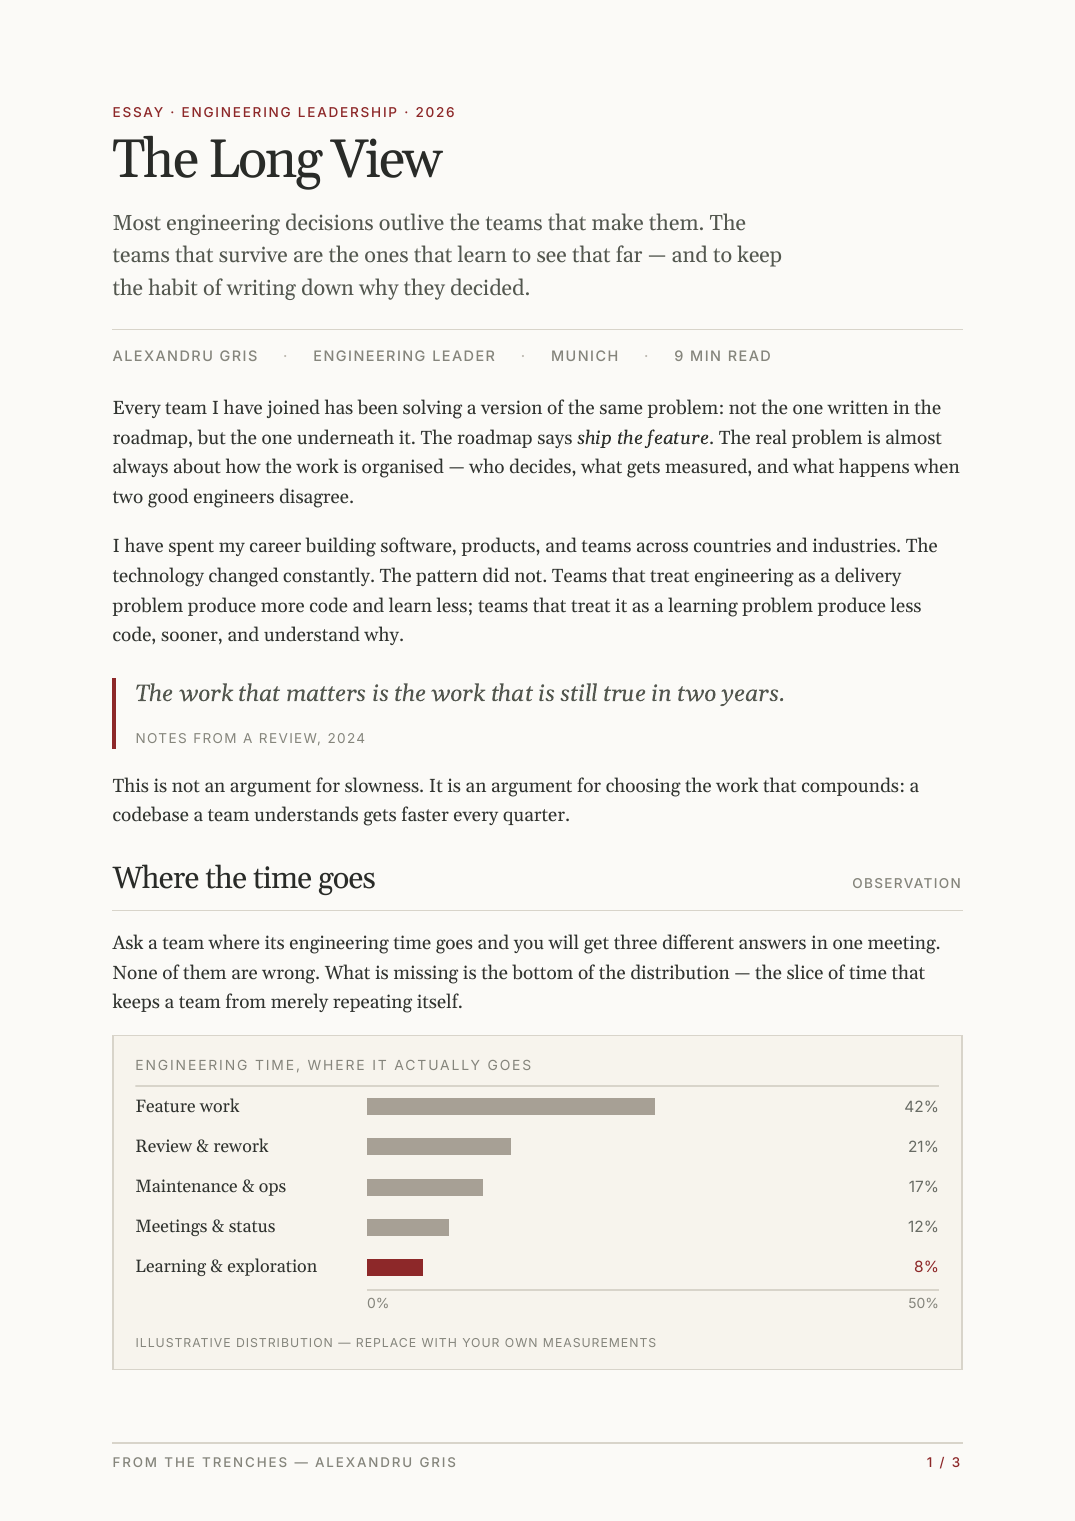 ESSAY · ENGINEERING LEADERSHIP · 2026
The Long View
Most engineering decisions outlive the teams that make them. The
teams that survive are the ones that learn to see that far — and to keep
the habit of writing down why they decided.
ALEXANDRU GRIS · ENGINEERING LEADER · MUNICH · 9 MIN READ
Every team I have joined has been solving a version of the same problem: not the one written in the
roadmap, but the one underneath it. The roadmap says ship the feature. The real problem is almost
always about how the work is organised — who decides, what gets measured, and what happens when
two good engineers disagree.
I have spent my career building software, products, and teams across countries and industries. The
technology changed constantly. The pattern did not. Teams that treat engineering as a delivery
problem produce more code and learn less; teams that treat it as a learning problem produce less
code, sooner, and understand why.
The work that matters is the work that is still true in two years.
NOTES FROM A REVIEW, 2024
This is not an argument for slowness. It is an argument for choosing the work that compounds: a
codebase a team understands gets faster every quarter.
Where the time goes OBSERVATION
Ask a team where its engineering time goes and you will get three different answers in one meeting.
None of them are wrong. What is missing is the bottom of the distribution — the slice of time that
keeps a team from merely repeating itself.
ENGINEERING TIME, WHERE IT ACTUALLY GOES
Feature work 42%
Review & rework 21%
Maintenance & ops 17%
Meetings & status 12%
Learning & exploration 8%
0% 50%
ILLUSTRATIVE DISTRIBUTION — REPLACE WITH YOUR OWN MEASUREMENTS
FROM THE TRENCHES — ALEXANDRU GRIS 1 / 3